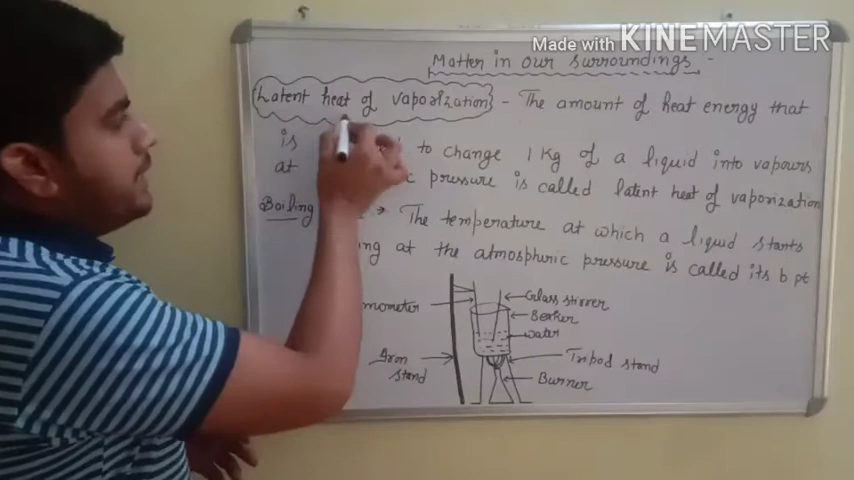 Made with KINEMASTER
Matter in our surroundings
Latent heat of vaporization - The amount of heat energy that
is to change 1 kg of a liquid into vapours
at pressure is called latent heat of vaporization
Boiling → The temperature at which a liquid starts
at the atmospheric pressure is called its b pt
Glass stirrer
Beaker
water
Iron
stand
Tripod stand
Burner